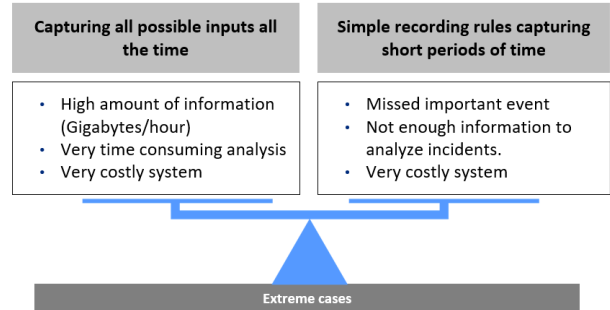 Capturing all possible inputs all
the time
• High amount of information
(Gigabytes/hour)
• Very time consuming analysis
• Very costly system
Simple recording rules capturing
short periods of time
• Missed important event
• Not enough information to
analyze incidents.
• Very costly system
Extreme cases